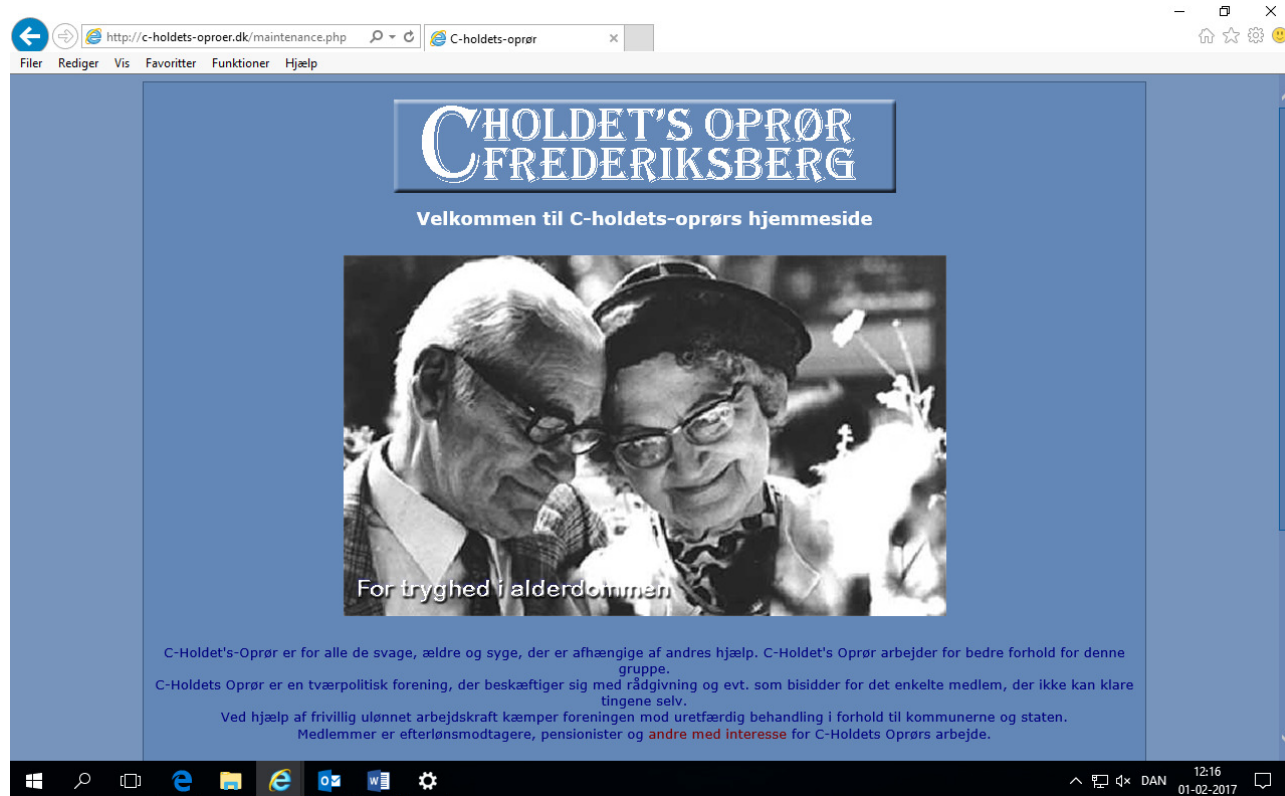 http://c-holdets-oproer.dk/maintenance.php
C-holdets-oprør
Filer Rediger Vis Favoritter Funktioner Hjælp
CHOLDET'S OPRØR
FREDERIKSBERG
Velkommen til C-holdets-oprørs hjemmeside
For tryghed i alderdommen
C-Holdet's-Oprør er for alle de svage, ældre og syge, der er afhængige af andres hjælp. C-Holdet's Oprør arbejder for bedre forhold for denne
gruppe.
C-Holdets Oprør er en tværpolitisk forening, der beskæftiger sig med rådgivning og evt. som bisidder for det enkelte medlem, der ikke kan klare
tingene selv.
Ved hjælp af frivillig ulønnet arbejdskraft kæmper foreningen mod uretfærdig behandling i forhold til kommunerne og staten.
Medlemmer er efterlønsmodtagere, pensionister og andre med interesse for C-Holdets Oprørs arbejde.
DAN
12:16
01-02-2017